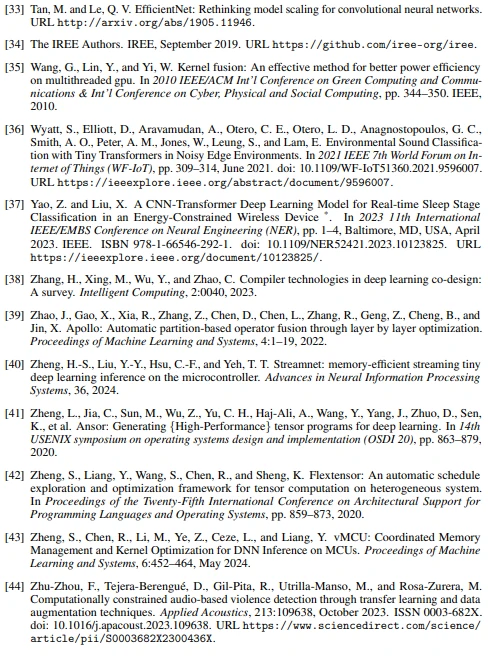 [33] Tan, M. and Le, Q. V. EfficientNet: Rethinking model scaling for convolutional neural networks.
URL http://arxiv.org/abs/1905.11946.
[34] The IREE Authors. IREE, September 2019. URL https://github.com/iree-org/iree.
[35] Wang, G., Lin, Y., and Yi, W. Kernel fusion: An effective method for better power efficiency
on multithreaded gpu. In 2010 IEEE/ACM Int'l Conference on Green Computing and Commu-
nications & Int'l Conference on Cyber, Physical and Social Computing, pp. 344–350. IEEE,
2010.
[36] Wyatt, S., Elliott, D., Aravamudan, A., Otero, C. E., Otero, L. D., Anagnostopoulos, G. C.,
Smith, A. O., Peter, A. M., Jones, W., Leung, S., and Lam, E. Environmental Sound Classifica-
tion with Tiny Transformers in Noisy Edge Environments. In 2021 IEEE 7th World Forum on In-
ternet of Things (WF-IoT), pp. 309–314, June 2021. doi: 10.1109/WF-IoT51360.2021.9596007.
URL https://ieeexplore.ieee.org/abstract/document/9596007.
[37] Yao, Z. and Liu, X. A CNN-Transformer Deep Learning Model for Real-time Sleep Stage
Classification in an Energy-Constrained Wireless Device *. In 2023 11th International
IEEE/EMBS Conference on Neural Engineering (NER), pp. 1–4, Baltimore, MD, USA, April
2023. IEEE. ISBN 978-1-66546-292-1. doi: 10.1109/NER52421.2023.10123825. URL
https://ieeexplore.ieee.org/document/10123825/.
[38] Zhang, H., Xing, M., Wu, Y., and Zhao, C. Compiler technologies in deep learning co-design:
A survey. Intelligent Computing, 2:0040, 2023.
[39] Zhao, J., Gao, X., Xia, R., Zhang, Z., Chen, D., Chen, L., Zhang, R., Geng, Z., Cheng, B., and
Jin, X. Apollo: Automatic partition-based operator fusion through layer by layer optimization.
Proceedings of Machine Learning and Systems, 4:1–19, 2022.
[40] Zheng, H.-S., Liu, Y.-Y., Hsu, C.-F., and Yeh, T. T. Streamnet: memory-efficient streaming tiny
deep learning inference on the microcontroller. Advances in Neural Information Processing
Systems, 36, 2024.
[41] Zheng, L., Jia, C., Sun, M., Wu, Z., Yu, C. H., Haj-Ali, A., Wang, Y., Yang, J., Zhuo, D., Sen,
K., et al. Ansor: Generating {High-Performance} tensor programs for deep learning. In 14th
USENIX symposium on operating systems design and implementation (OSDI 20), pp. 863–879,
2020.
[42] Zheng, S., Liang, Y., Wang, S., Chen, R., and Sheng, K. Flextensor: An automatic schedule
exploration and optimization framework for tensor computation on heterogeneous system.
In Proceedings of the Twenty-Fifth International Conference on Architectural Support for
Programming Languages and Operating Systems, pp. 859–873, 2020.
[43] Zheng, S., Chen, R., Li, M., Ye, Z., Ceze, L., and Liang, Y. vMCU: Coordinated Memory
Management and Kernel Optimization for DNN Inference on MCUs. Proceedings of Machine
Learning and Systems, 6:452–464, May 2024.
[44] Zhu-Zhou, F., Tejera-Berengué, D., Gil-Pita, R., Utrilla-Manso, M., and Rosa-Zurera, M.
Computationally constrained audio-based violence detection through transfer learning and data
augmentation techniques. Applied Acoustics, 213:109638, October 2023. ISSN 0003-682X.
doi: 10.1016/j.apacoust.2023.109638. URL https://www.sciencedirect.com/science/
article/pii/S0003682X2300436X.